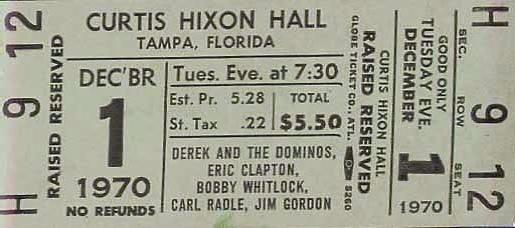 H 9 12
RAISED RESERVED
CURTIS HIXON HALL
TAMPA, FLORIDA
DEC'BR
1
1970
NO REFUNDS
Tues. Eve. at 7:30
Est. Pr. 5.28
St. Tax .22
TOTAL
$5.50
DEREK AND THE DOMINOS,
ERIC CLAPTON,
BOBBY WHITLOCK,
CARL RADLE, JIM GORDON
GLOBE TICKET CO., ATL. 5260
RAISED RESERVED
CURTIS HIXON HALL
DECEMBER
TUESDAY EVE.
GOOD ONLY
1
1970
SEC. ROW SEAT
H 9 12